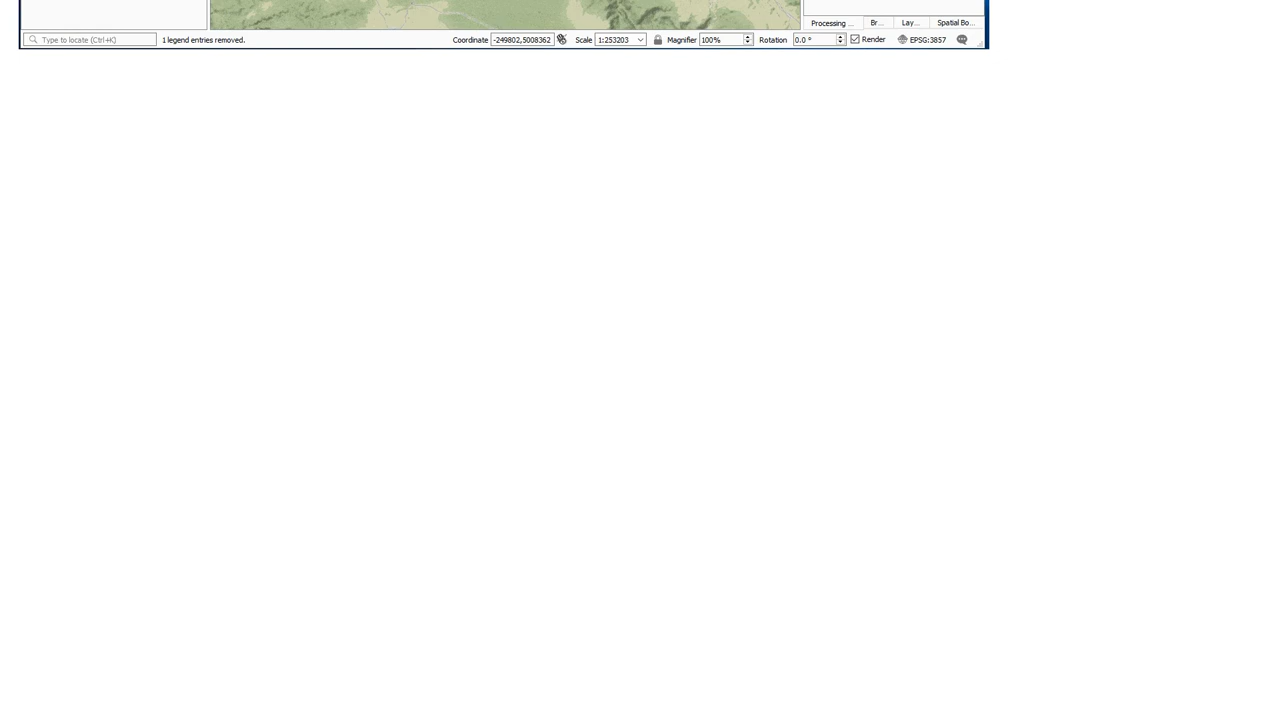 Processing ... Br... Lay... Spatial Bo...
Type to locate (Ctrl+K) 1 legend entries removed. Coordinate -249802,5008362 Scale 1:253203 Magnifier 100% Rotation 0.0 ° Render EPSG:3857